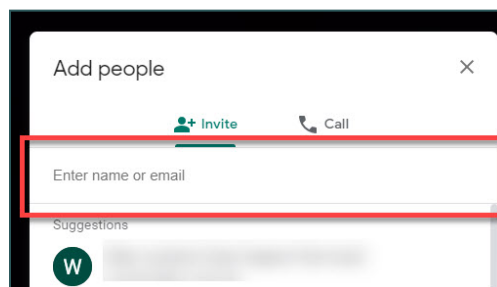 Add people
Invite Call
Enter name or email
Suggestions
W